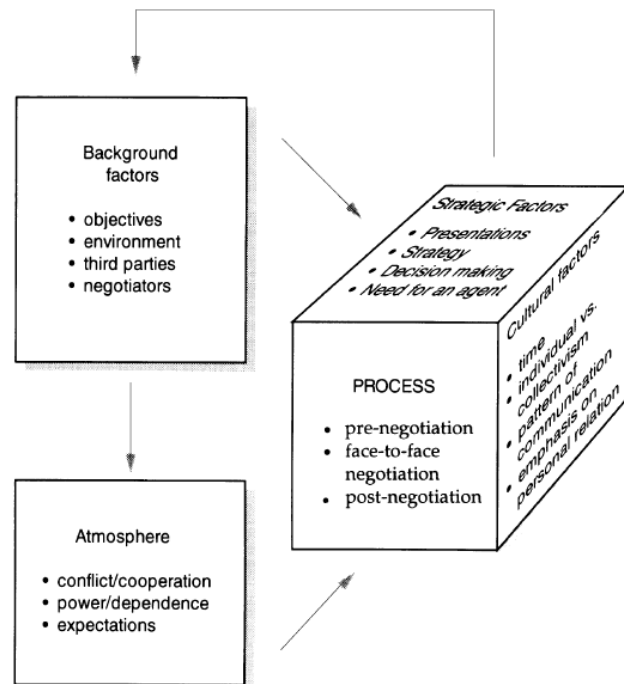 Background
factors
• objectives
• environment
• third parties
• negotiators
Strategic Factors
• Presentations
• Strategy
• Decision making
• Need for an agent
Cultural factors
• time
• individual vs.
collectivism
• pattern of
communication
• emphasis on
personal relation
PROCESS
• pre-negotiation
• face-to-face
negotiation
• post-negotiation
Atmosphere
• conflict/cooperation
• power/dependence
• expectations